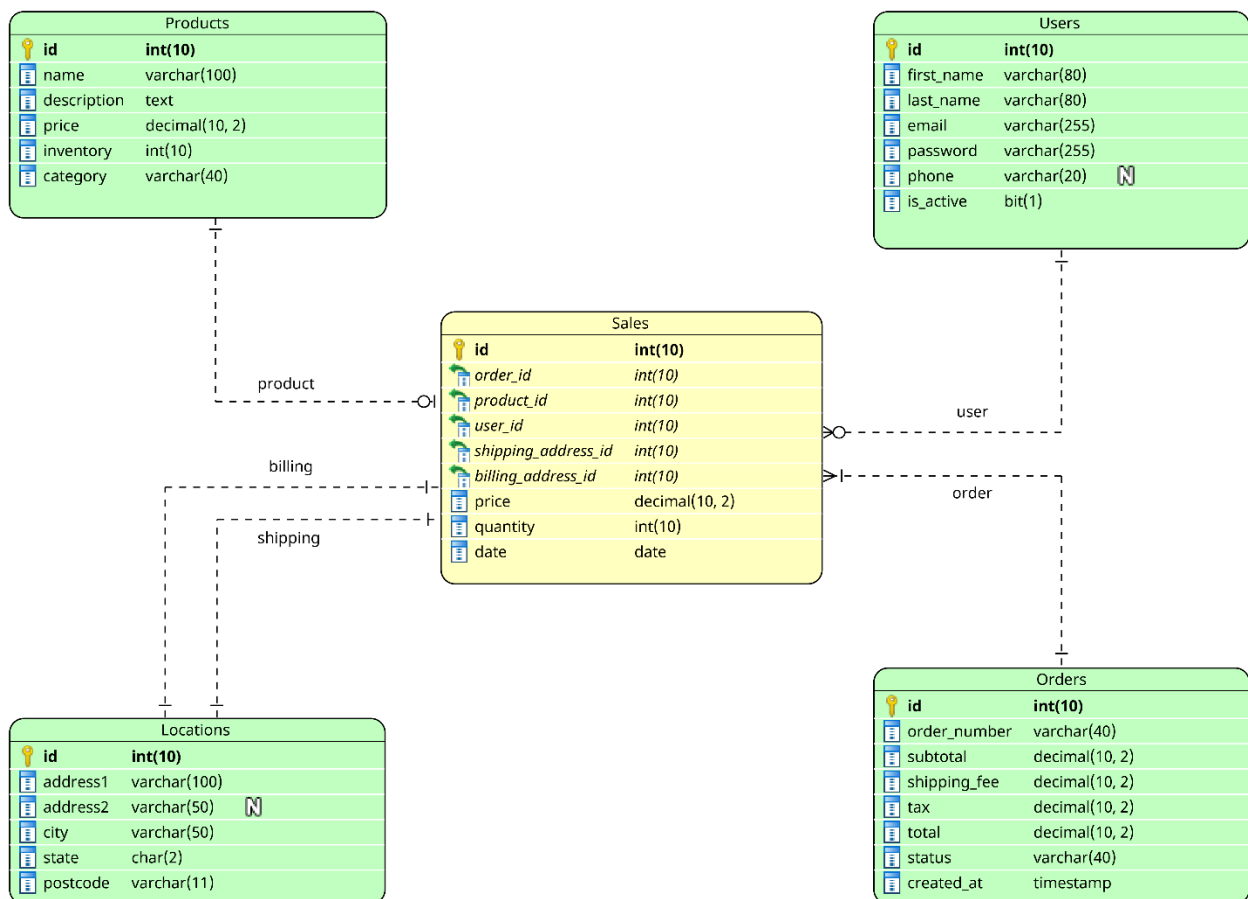 Products
id int(10)
name varchar(100)
description text
price decimal(10, 2)
inventory int(10)
category varchar(40)
Users
id int(10)
first_name varchar(80)
last_name varchar(80)
email varchar(255)
password varchar(255)
phone varchar(20) N
is_active bit(1)
Sales
id int(10)
order_id int(10)
product_id int(10)
user_id int(10)
shipping_address_id int(10)
billing_address_id int(10)
price decimal(10, 2)
quantity int(10)
date date
product
billing
shipping
user
order
Locations
id int(10)
address1 varchar(100)
address2 varchar(50) N
city varchar(50)
state char(2)
postcode varchar(11)
Orders
id int(10)
order_number varchar(40)
subtotal decimal(10, 2)
shipping_fee decimal(10, 2)
tax decimal(10, 2)
total decimal(10, 2)
status varchar(40)
created_at timestamp